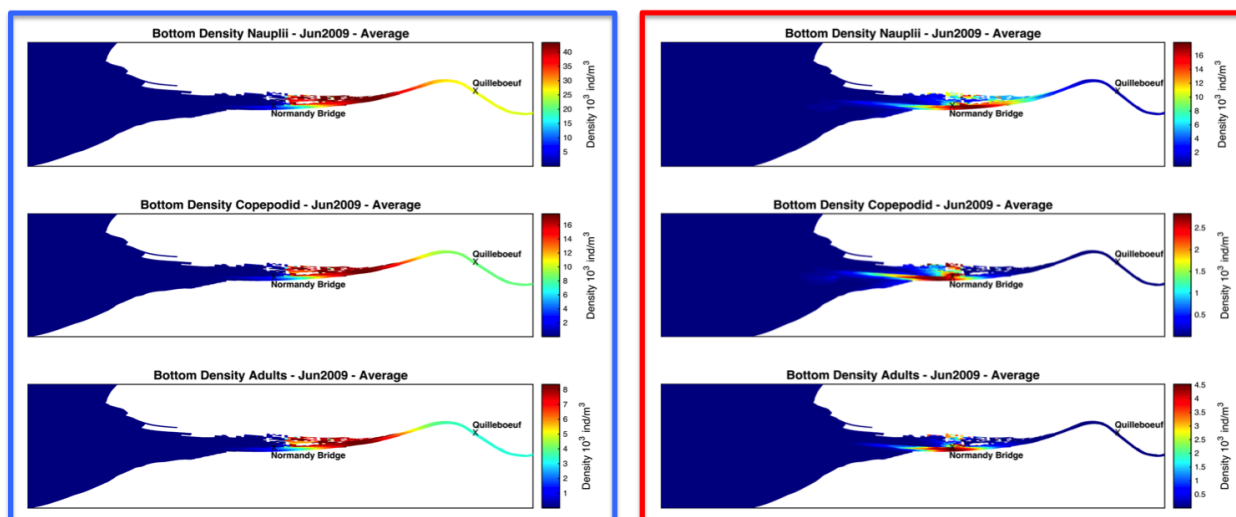 Bottom Density Nauplii - Jun2009 - Average
Quilleboeuf
X
Normandy Bridge
40
35
30
25
20
15
10
5
Density 10³ ind/m³
Bottom Density Copepodid - Jun2009 - Average
Quilleboeuf
X
Normandy Bridge
16
14
12
10
8
6
4
2
Density 10³ ind/m³
Bottom Density Adults - Jun2009 - Average
Quilleboeuf
X
Normandy Bridge
8
7
6
5
4
3
2
1
Density 10³ ind/m³
Bottom Density Nauplii - Jun2009 - Average
Quilleboeuf
X
Normandy Bridge
16
14
12
10
8
6
4
2
Density 10³ ind/m³
Bottom Density Copepodid - Jun2009 - Average
Quilleboeuf
X
Normandy Bridge
2.5
2
1.5
1
0.5
Density 10³ ind/m³
Bottom Density Adults - Jun2009 - Average
Quilleboeuf
X
Normandy Bridge
4.5
4
3.5
3
2.5
2
1.5
1
0.5
Density 10³ ind/m³